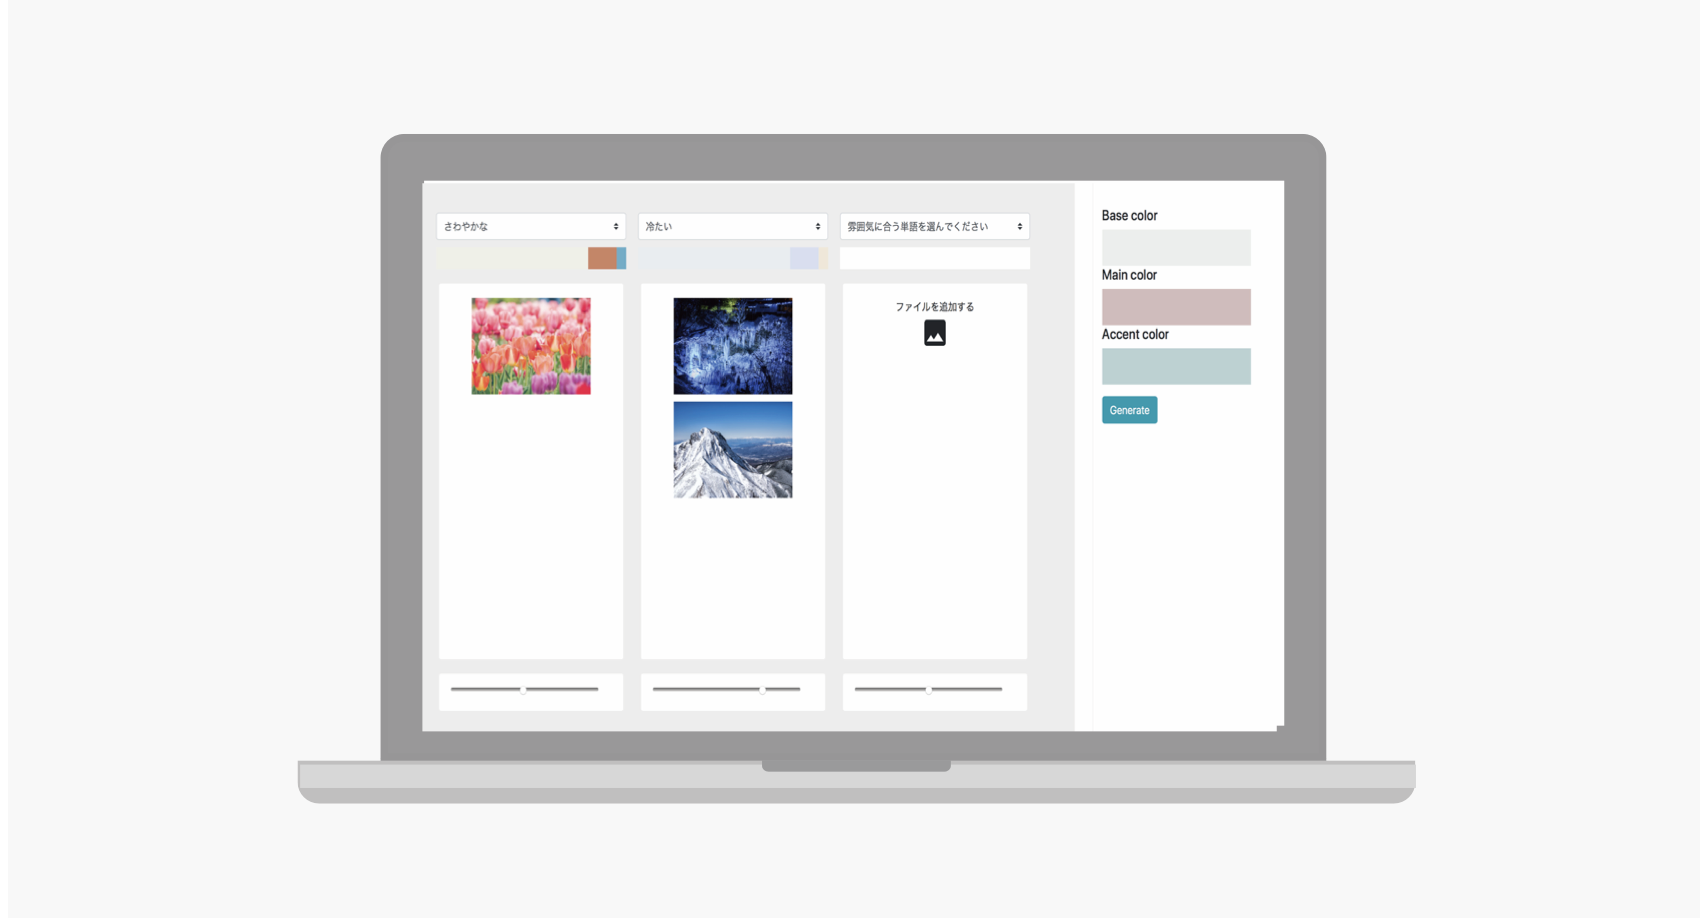 さわやかな
冷たい
雰囲気に合う単語を選んでください
ファイルを追加する
Base color
Main color
Accent color
Generate